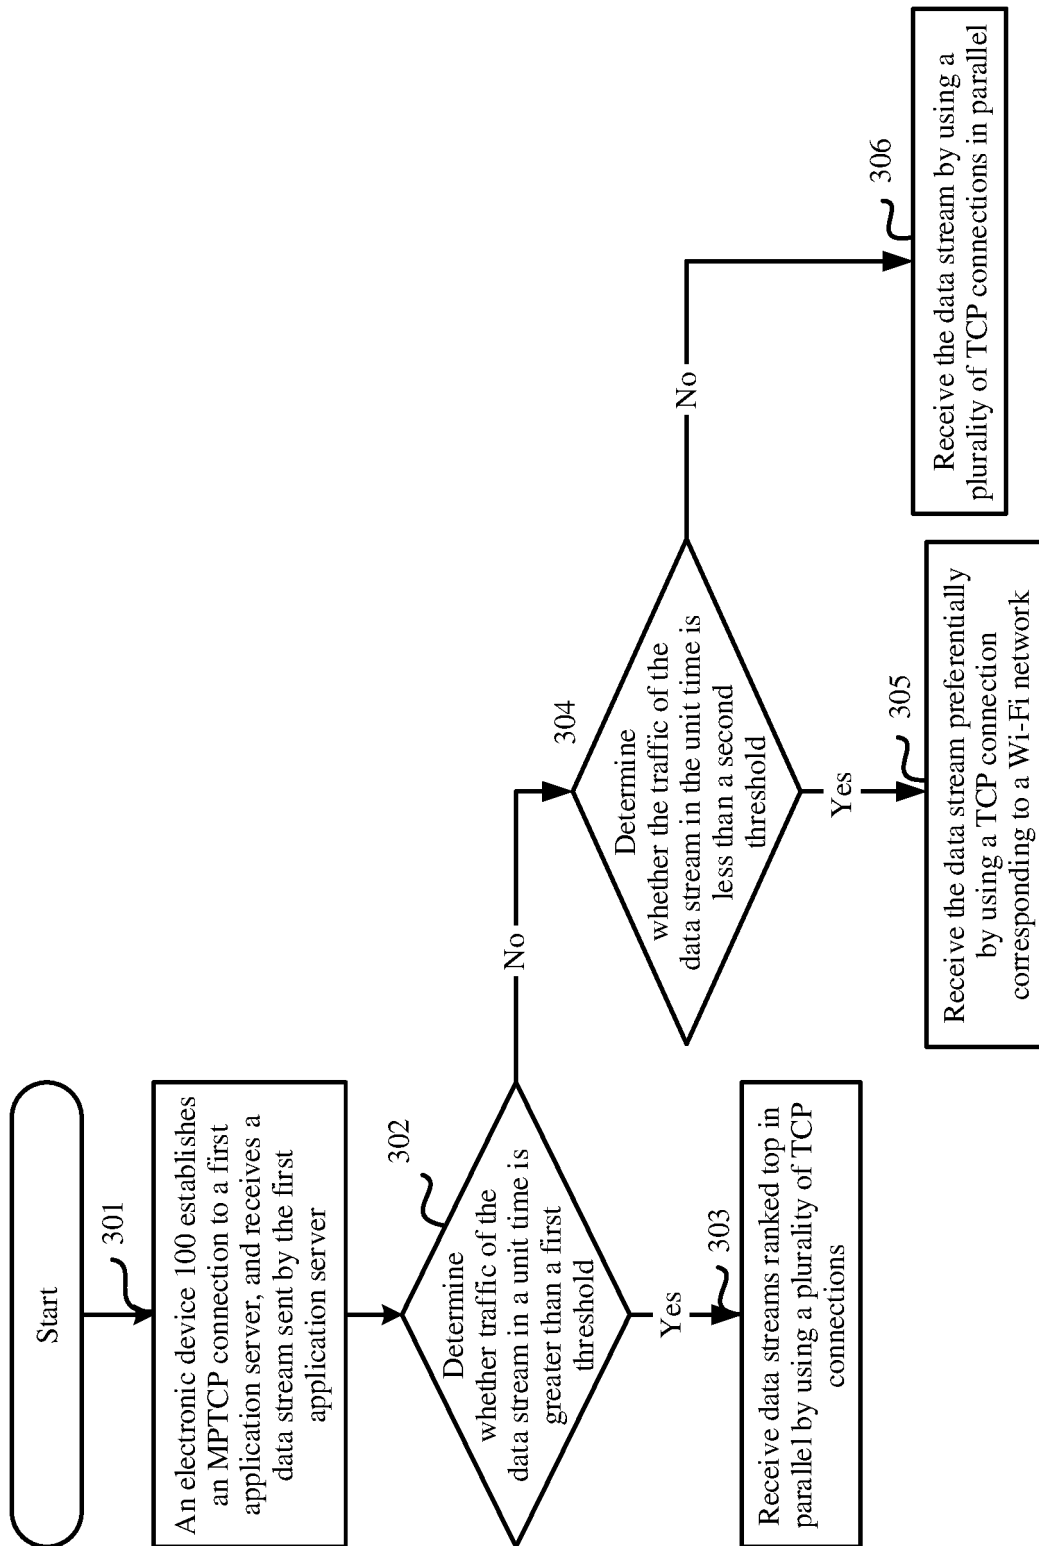 Start
301
An electronic device 100 establishes
an MPTCP connection to a first
application server, and receives a
data stream sent by the first
application server
302
Determine
whether traffic of the
data stream in a unit time is
greater than a first
threshold
No
Yes
303
Receive data streams ranked top in
parallel by using a plurality of TCP
connections
304
Determine
whether the traffic of the
data stream in the unit time is
less than a second
threshold
No
Yes
305
Receive the data stream preferentially
by using a TCP connection
corresponding to a Wi-Fi network
306
Receive the data stream by using a
plurality of TCP connections in parallel